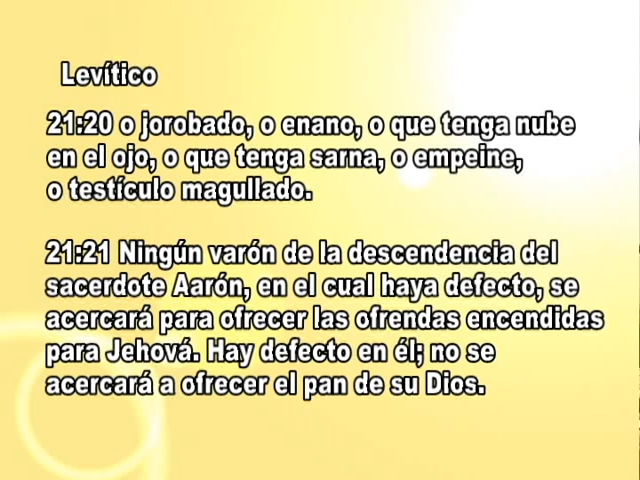 Levítico
21:20 o jorobado, o enano, o que tenga nube
en el ojo, o que tenga sarna, o empeine,
o testículo magullado.
21:21 Ningún varón de la descendencia del
sacerdote Aarón, en el cual haya defecto, se
acercará para ofrecer las ofrendas encendidas
para Jehová. Hay defecto en él; no se
acercará a ofrecer el pan de su Dios.